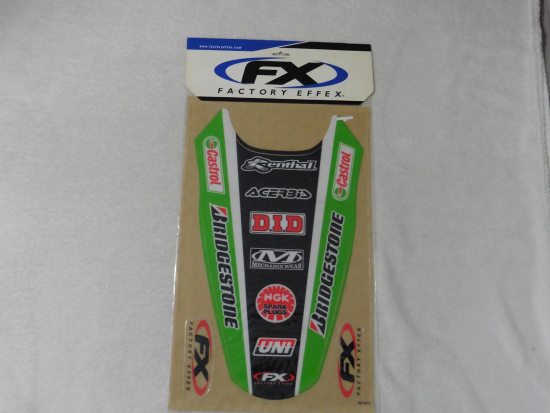 www.factoryeffex.com
FX
FACTORY EFFEX
Castrol
Castrol
Renthal
ACERBIS
BRIDGESTONE
BRIDGESTONE
D.I.D
M
MECHANIX WEAR
NGK
SPARK
PLUGS
UNI
FX
FACTORY EFFEX
FX
FACTORY EFFEX
FX
FACTORY EFFEX